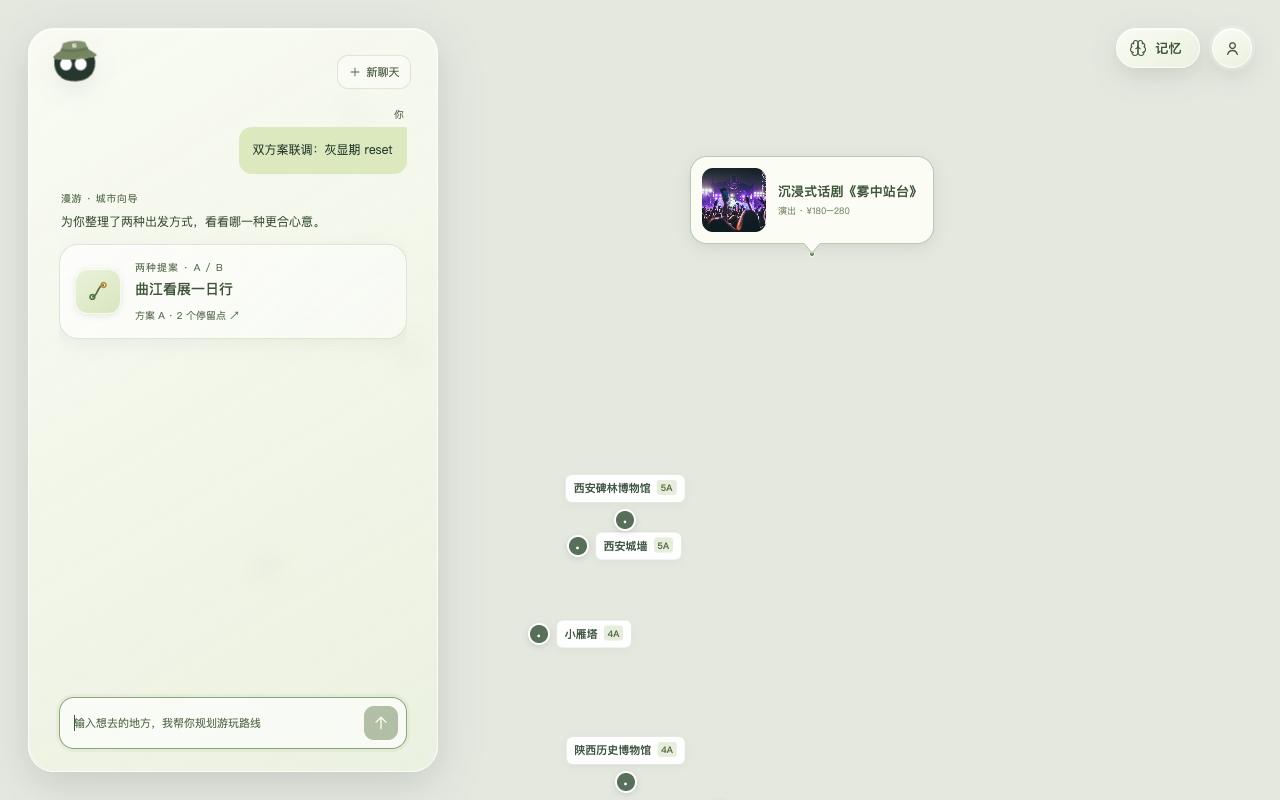 新聊天
你
双方案联调：灰显期 reset
漫游 · 城市向导
为你整理了两种出发方式，看看哪一种更合心意。
两种提案 · A / B
曲江看展一日行
方案 A · 2 个停留点 ↗
输入想去的地方，我帮你规划游玩路线
记忆
沉浸式话剧《雾中站台》
演出 · ¥180—280
西安碑林博物馆 5A
西安城墙 5A
小雁塔 4A
陕西历史博物馆 4A